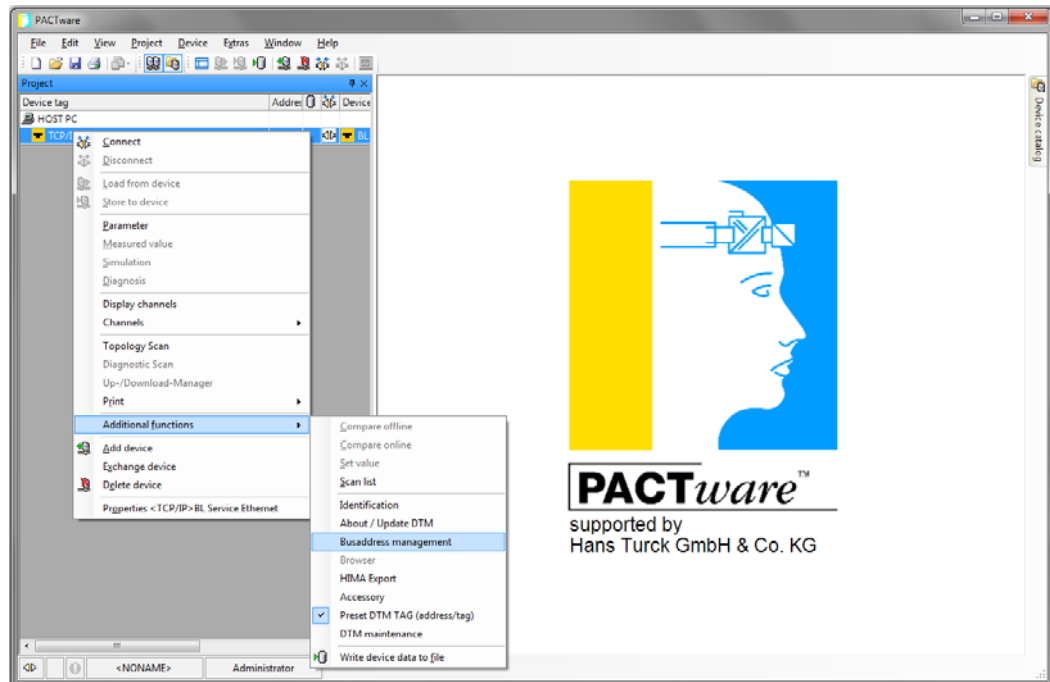 PACTware
File Edit View Project Device Extras Window Help
Project
Device tag Addres Device
HOST PC
TCP/I BL
Connect
Disconnect
Load from device
Store to device
Parameter
Measured value
Simulation
Diagnosis
Display channels
Channels
Topology Scan
Diagnostic Scan
Up-/Download-Manager
Print
Additional functions
Add device
Exchange device
Delete device
Properties <TCP/IP>BL Service Ethernet
Compare offline
Compare online
Set value
Scan list
Identification
About / Update DTM
Busaddress management
Browser
HIMA Export
Accessory
Preset DTM TAG (address/tag)
DTM maintenance
Write device data to file
Device catalog
PACTware™
supported by
Hans Turck GmbH & Co. KG
<NONAME> Administrator